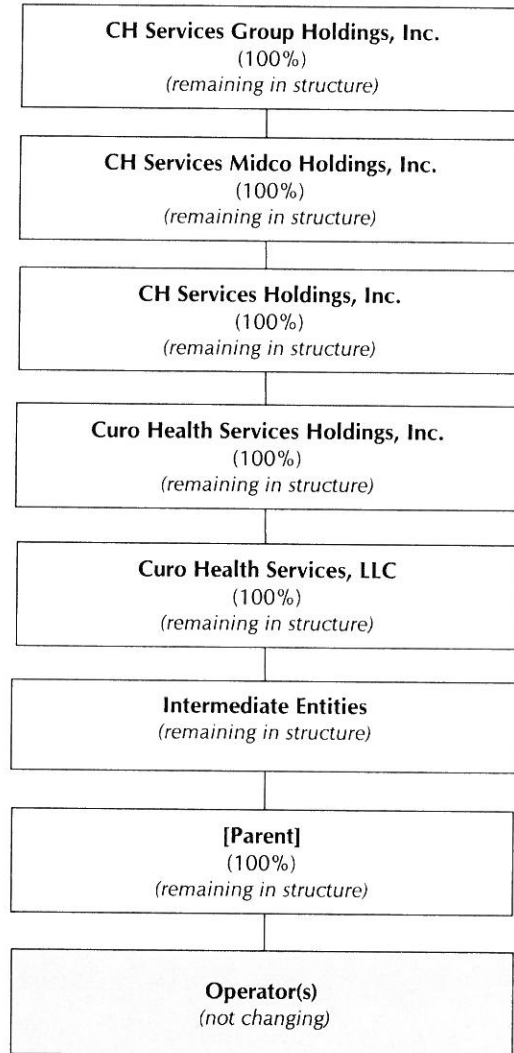 CH Services Group Holdings, Inc.
(100%)
(remaining in structure)
CH Services Midco Holdings, Inc.
(100%)
(remaining in structure)
CH Services Holdings, Inc.
(100%)
(remaining in structure)
Curo Health Services Holdings, Inc.
(100%)
(remaining in structure)
Curo Health Services, LLC
(100%)
(remaining in structure)
Intermediate Entities
(remaining in structure)
[Parent]
(100%)
(remaining in structure)
Operator(s)
(not changing)